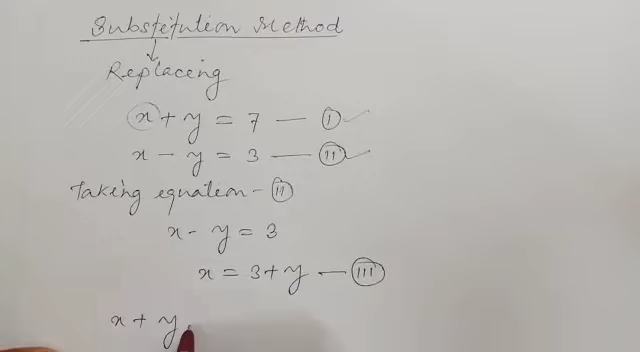 Substitution Method
Replacing
x + y = 7 — I
x - y = 3 — II
Taking equation - II
x - y = 3
x = 3 + y — III
x + y